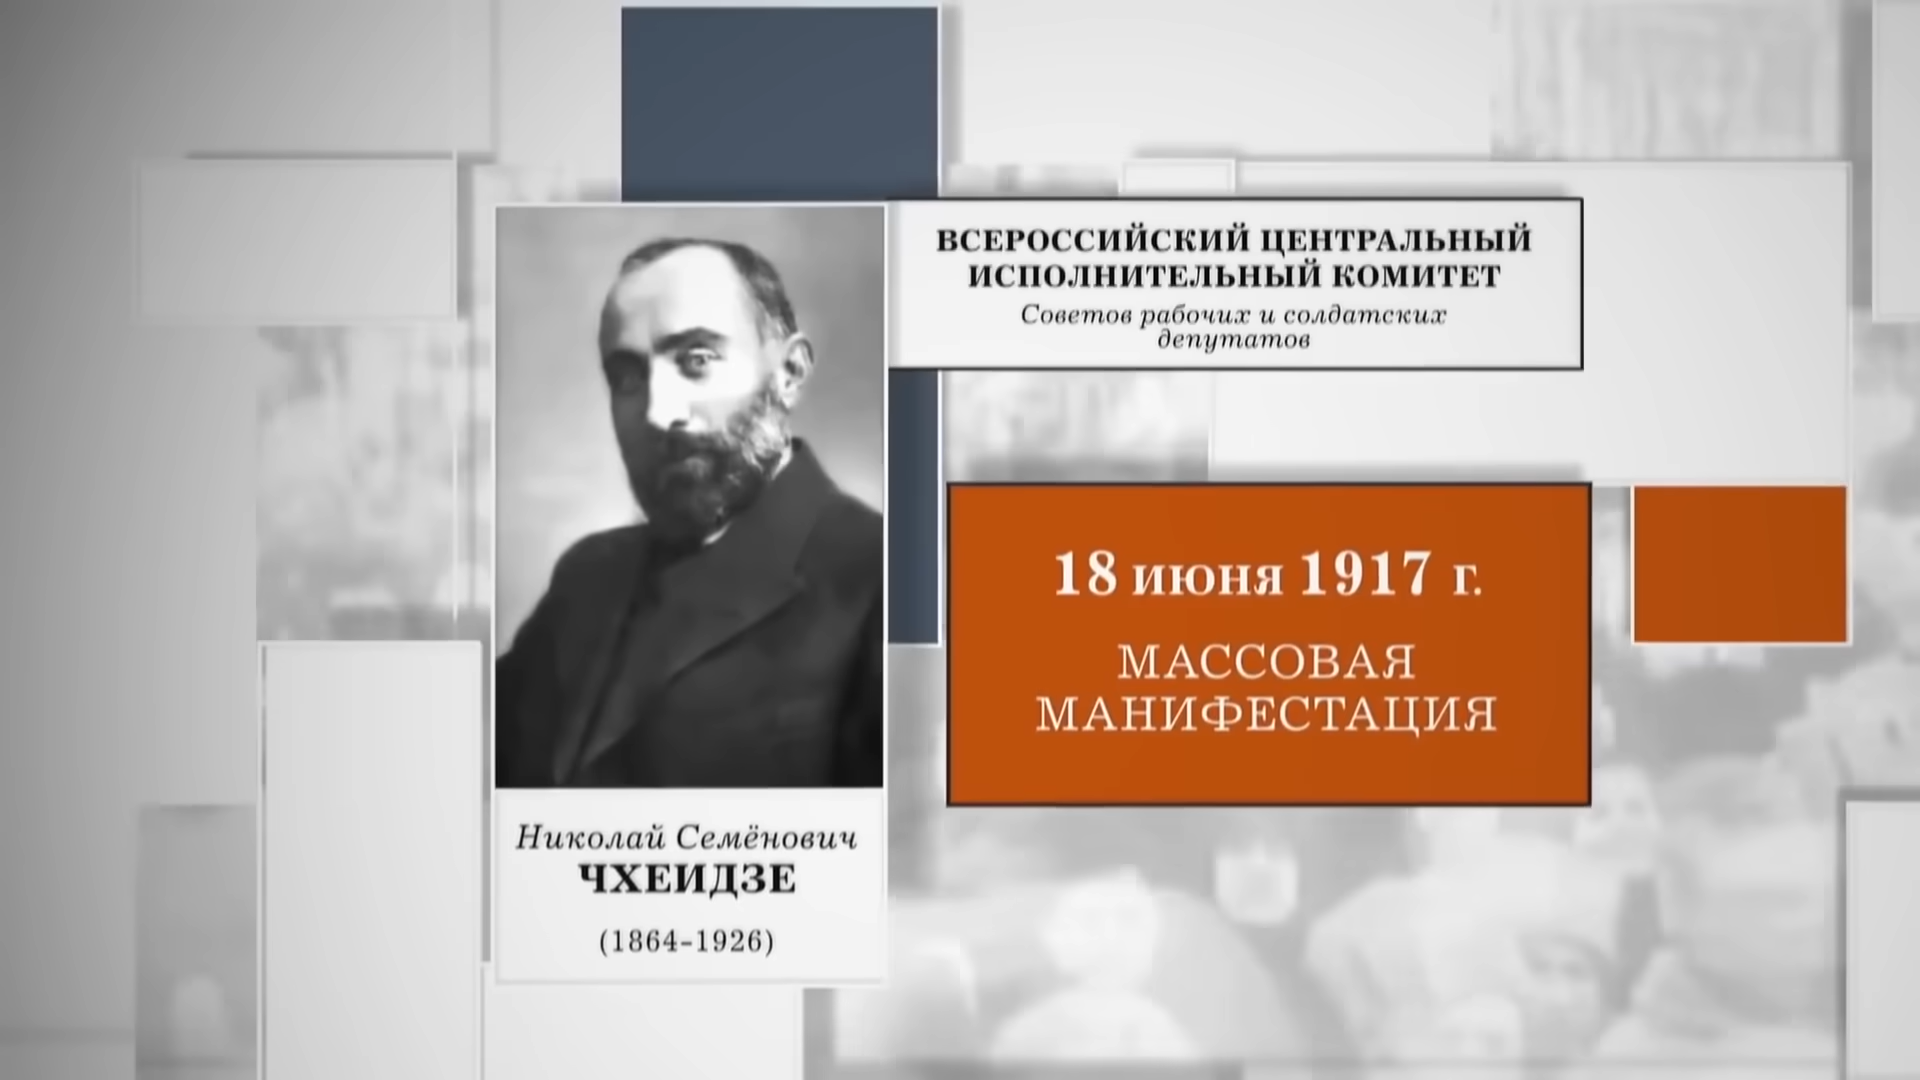 ВСЕРОССИЙСКИЙ ЦЕНТРАЛЬНЫЙ
ИСПОЛНИТЕЛЬНЫЙ КОМИТЕТ
Советов рабочих и солдатских
депутатов
18 июня 1917 г.
МАССОВАЯ
МАНИФЕСТАЦИЯ
Николай Семёнович
ЧХЕИДЗЕ
(1864–1926)